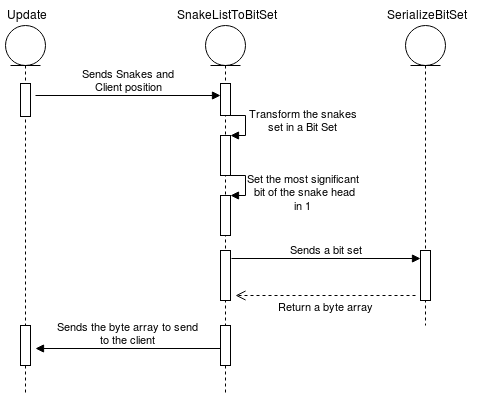 Update
SnakeListToBitSet
SerializeBitSet
Sends Snakes and
Client position
Transform the snakes
set in a Bit Set
Set the most significant
bit of the snake head
in 1
Sends a bit set
Return a byte array
Sends the byte array to send
to the client